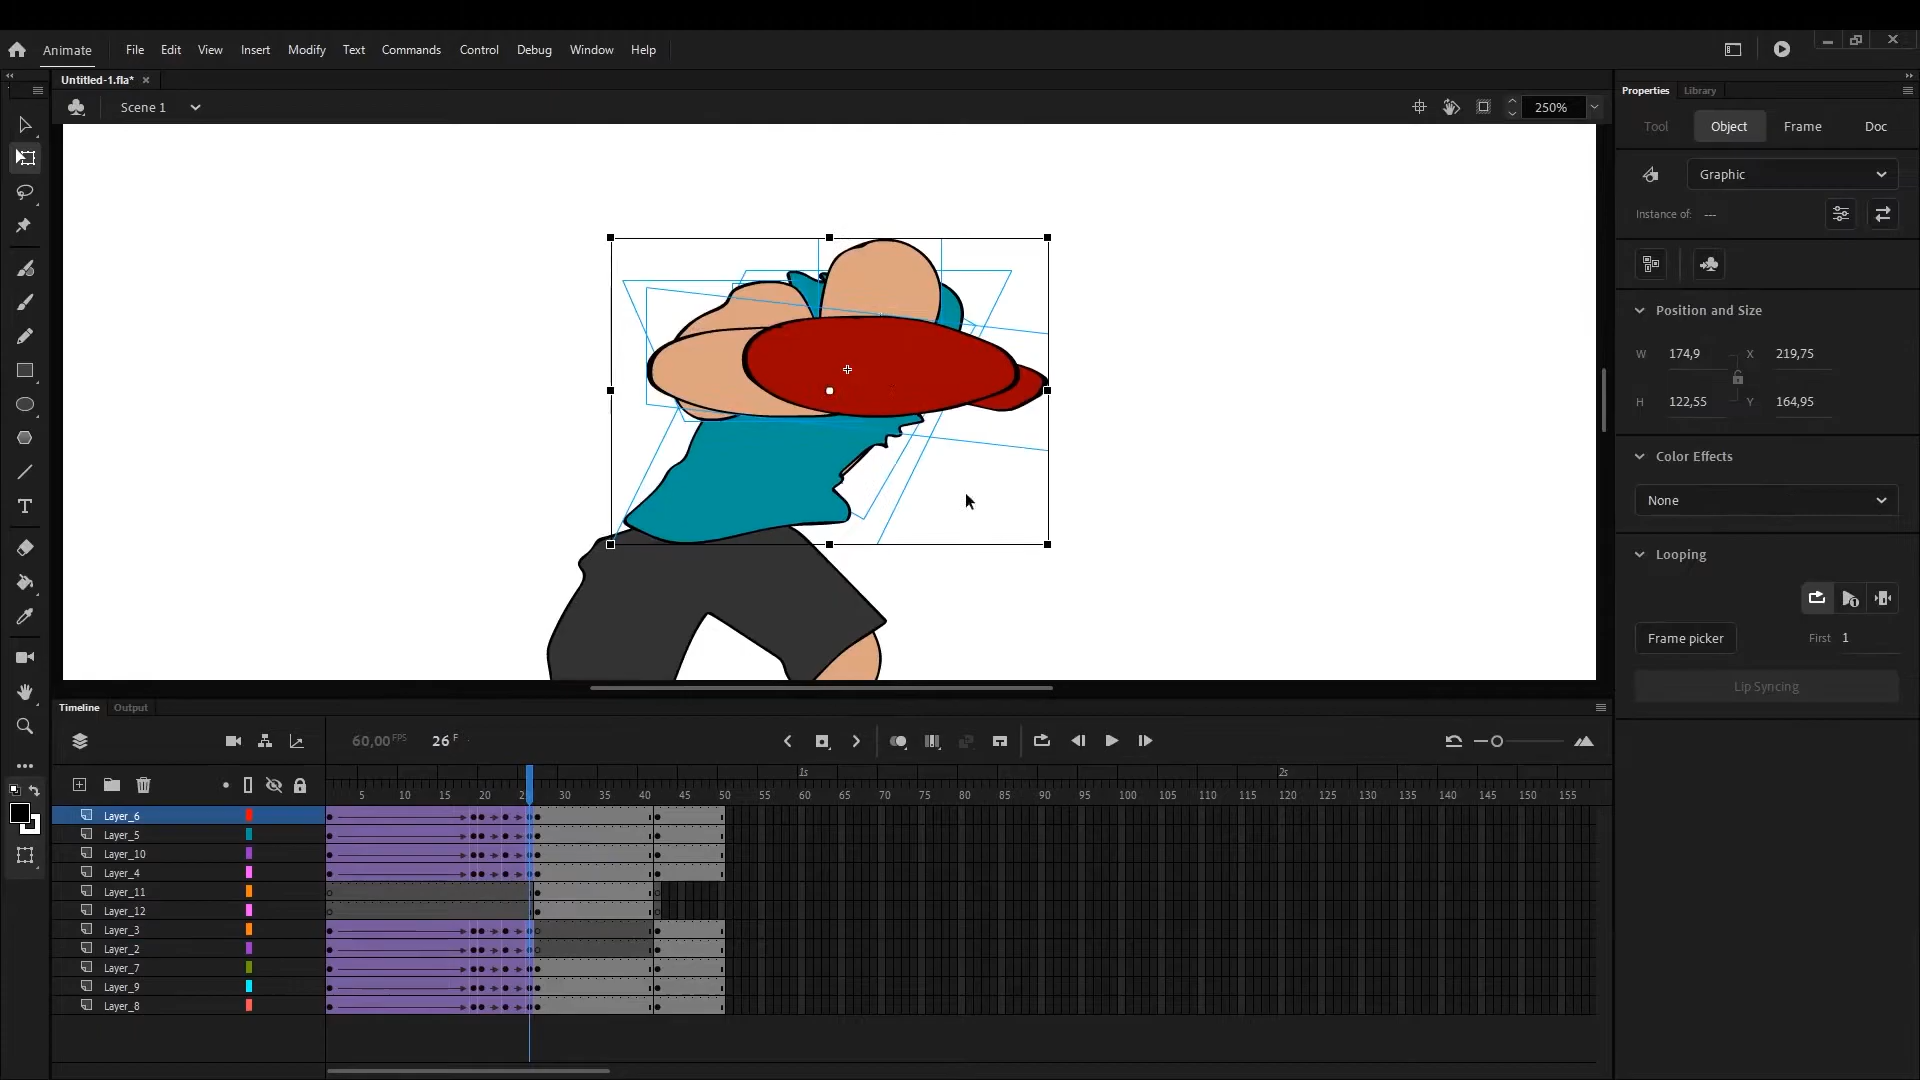 Animate File Edit View Insert Modify Text Commands Control Debug Window Help
Untitled-1.fla*
Scene 1
250%
Properties Library
Tool Object Frame Doc
Graphic
Instance of: ---
Position and Size
W 174,9 X 219,75
H 122,55 Y 164,95
Color Effects
None
Looping
Frame picker First 1
Lip Syncing
Timeline Output
60,00 FPS 26 F
1s 2s
5 10 15 20 30 35 40 45 50 55 60 65 70 75 80 85 90 95 100 105 110 115 120 125 130 135 140 145 150 155
Layer_6
Layer_5
Layer_10
Layer_4
Layer_11
Layer_12
Layer_3
Layer_2
Layer_7
Layer_9
Layer_8